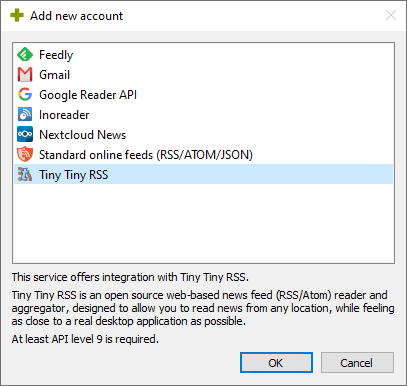 Add new account
Feedly
Gmail
Google Reader API
Inoreader
Nextcloud News
Standard online feeds (RSS/ATOM/JSON)
Tiny Tiny RSS
This service offers integration with Tiny Tiny RSS.
Tiny Tiny RSS is an open source web-based news feed (RSS/Atom) reader and
aggregator, designed to allow you to read news from any location, while feeling
as close to a real desktop application as possible.
At least API level 9 is required.
OK
Cancel